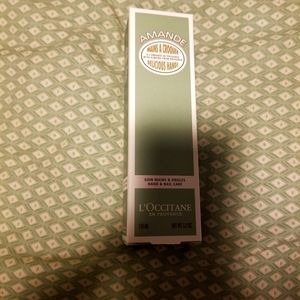 AMANDE
MAINS & CROQUER
DELICIOUS HANDS
SOIN MAINS & ONGLES
HAND & NAIL CARE
L'OCCITANE
EN PROVENCE